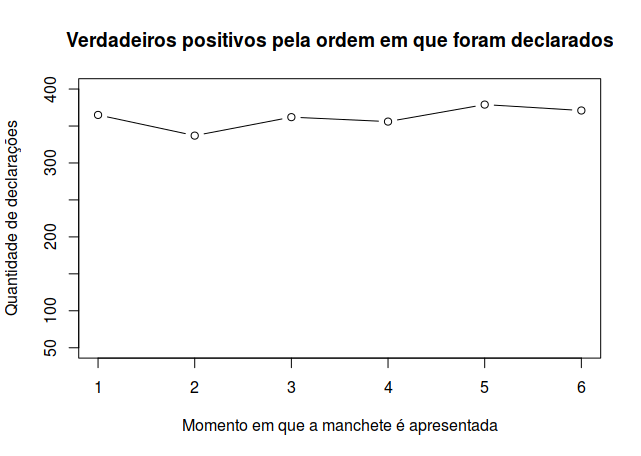 Verdadeiros positivos pela ordem em que foram declarados
Quantidade de declarações
400
300
200
100
50
1 2 3 4 5 6
Momento em que a manchete é apresentada